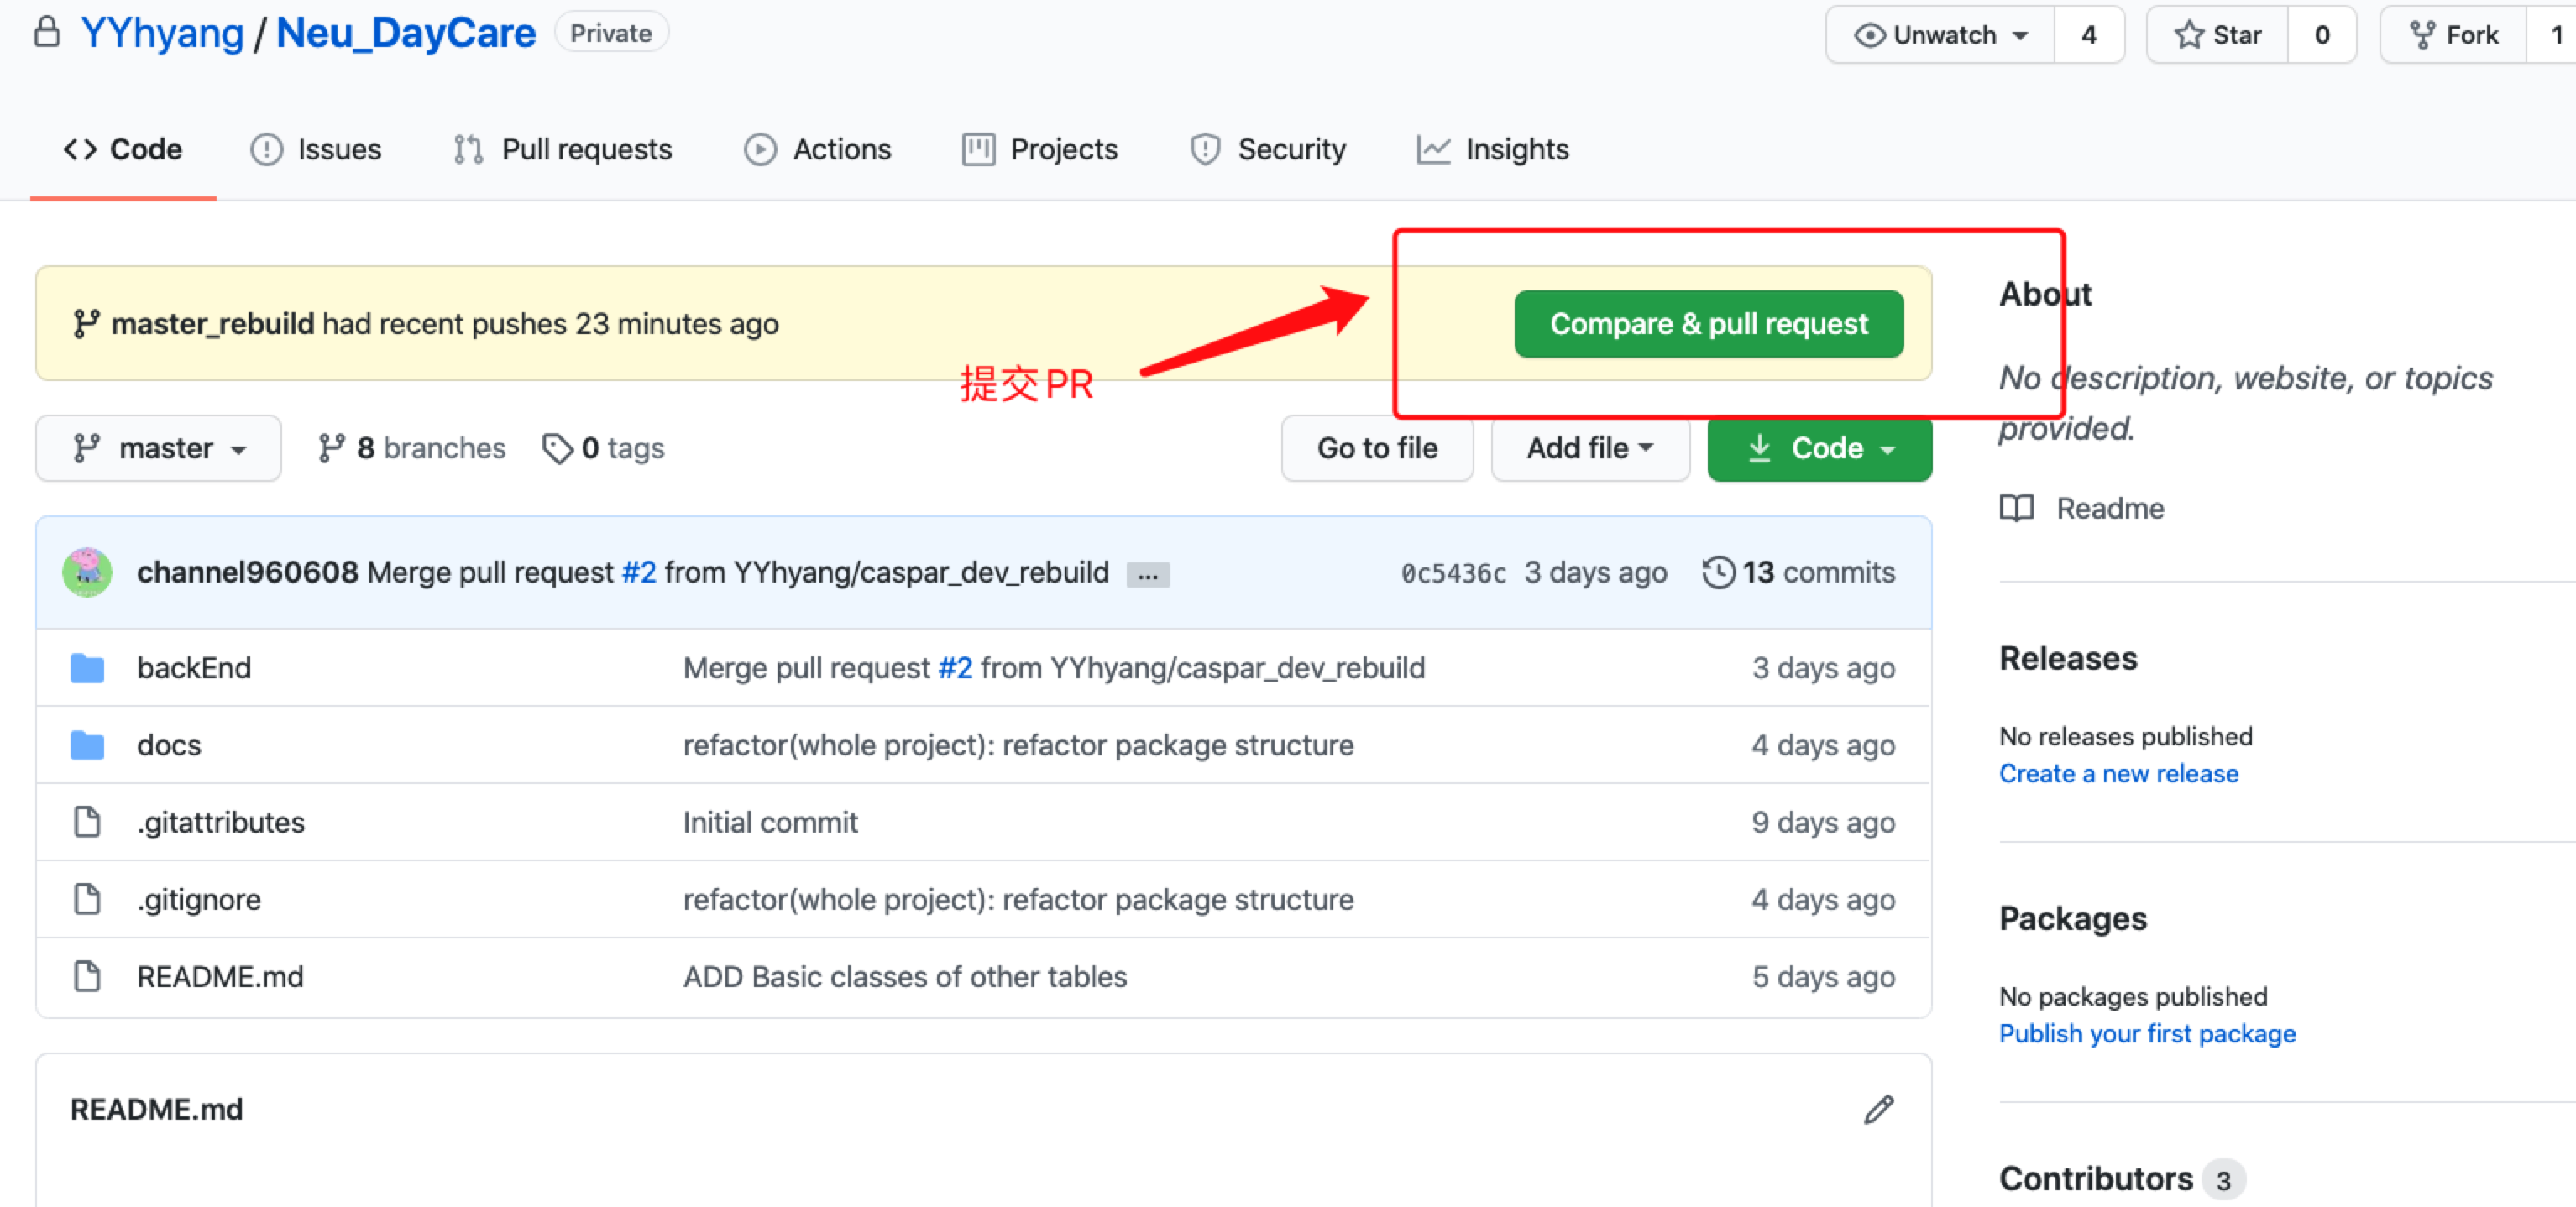 YYhyang / Neu_DayCare Private
Unwatch 4 Star 0 Fork 1
Code Issues Pull requests Actions Projects Security Insights
master_rebuild had recent pushes 23 minutes ago
Compare & pull request
提交PR
master 8 branches 0 tags
Go to file Add file Code
channel960608 Merge pull request #2 from YYhyang/caspar_dev_rebuild ... 0c5436c 3 days ago 13 commits
backEnd Merge pull request #2 from YYhyang/caspar_dev_rebuild 3 days ago
docs refactor(whole project): refactor package structure 4 days ago
.gitattributes Initial commit 9 days ago
.gitignore refactor(whole project): refactor package structure 4 days ago
README.md ADD Basic classes of other tables 5 days ago
README.md
About
No description, website, or topics
provided.
Readme
Releases
No releases published
Create a new release
Packages
No packages published
Publish your first package
Contributors 3